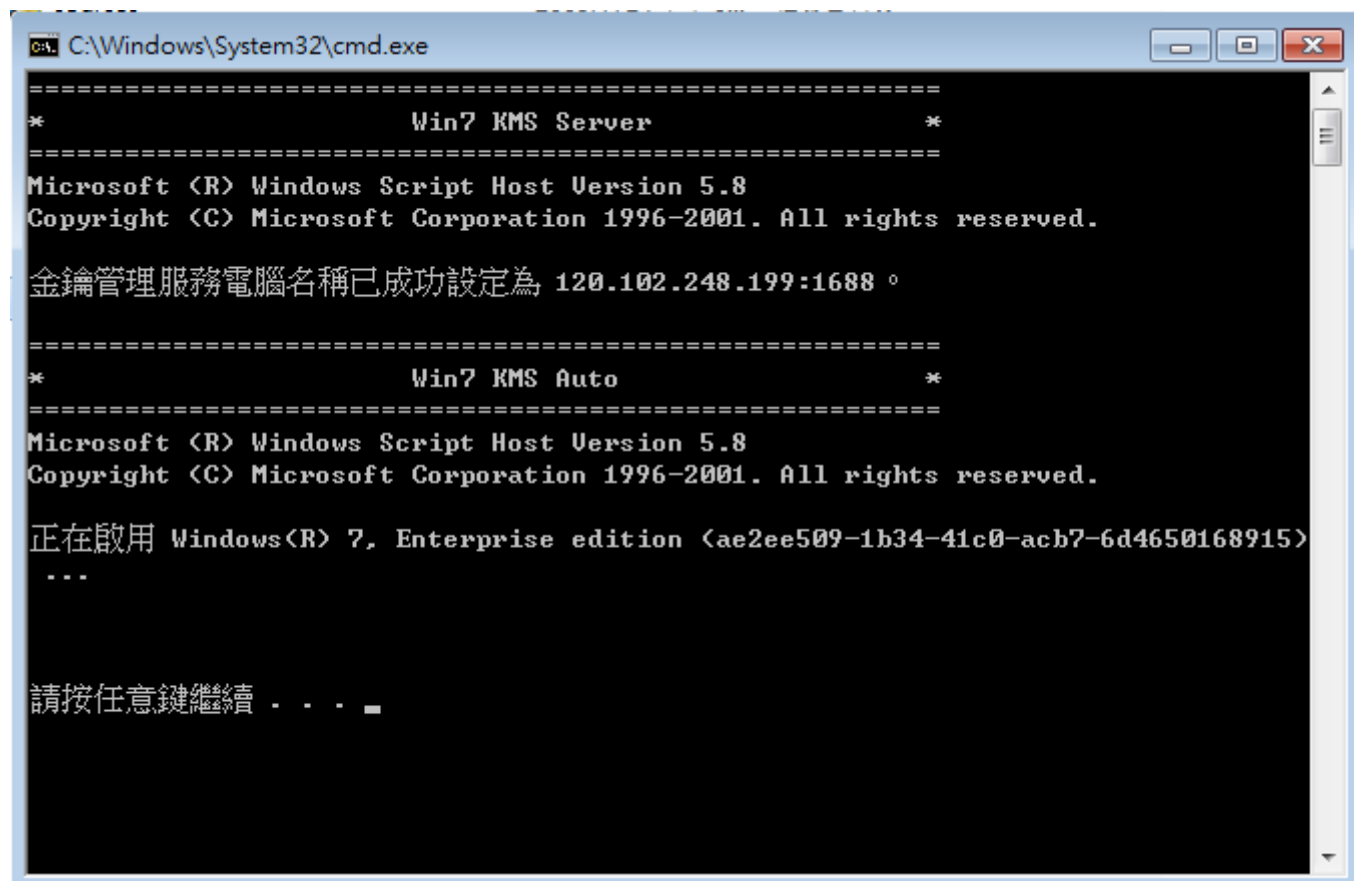 C:\Windows\System32\cmd.exe
=========================================================
*                        Win7 KMS Server                 *
=========================================================
Microsoft (R) Windows Script Host Version 5.8
Copyright (C) Microsoft Corporation 1996-2001. All rights reserved.
金鑰管理服務電腦名稱已成功設定為 120.102.248.199:1688。
=========================================================
*                        Win7 KMS Auto                   *
=========================================================
Microsoft (R) Windows Script Host Version 5.8
Copyright (C) Microsoft Corporation 1996-2001. All rights reserved.
正在啟用 Windows(R) 7, Enterprise edition (ae2ee509-1b34-41c0-acb7-6d4650168915)
...
請按任意鍵繼續 . . .